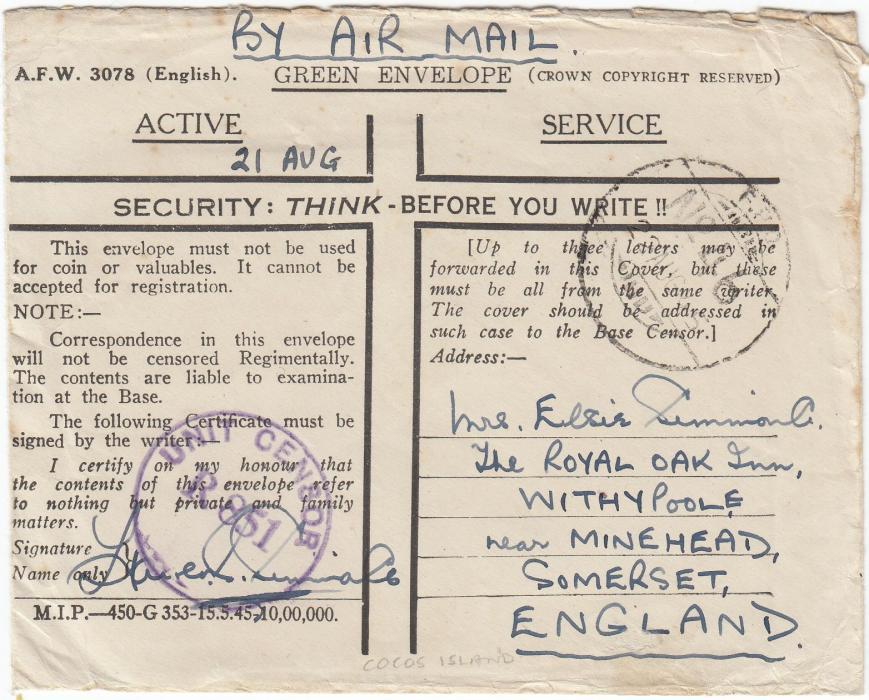 BY AIR MAIL.
A.F.W. 3078 (English). GREEN ENVELOPE (CROWN COPYRIGHT RESERVED)
ACTIVE SERVICE
21 AUG
SECURITY: THINK - BEFORE YOU WRITE !!
This envelope must not be used
for coin or valuables. It cannot be
accepted for registration.
NOTE:—
Correspondence in this envelope
will not be censored Regimentally.
The contents are liable to examina-
tion at the Base.
The following Certificate must be
signed by the writer:—
I certify on my honour that
the contents of this envelope refer
to nothing but private and family
matters.
Signature
Name only
M.I.P.—450-G 353-15.5.45-10,00,000.
UNIT CENSOR
[Up to three letters may be
forwarded in this Cover, but these
must be all from the same writer.
The cover should be addressed in
such case to the Base Censor.]
Address:—
Mrs. Elsie
The ROYAL OAK Inn,
WITHYPOOLE
near MINEHEAD,
SOMERSET,
ENGLAND.
COCOS ISLAND